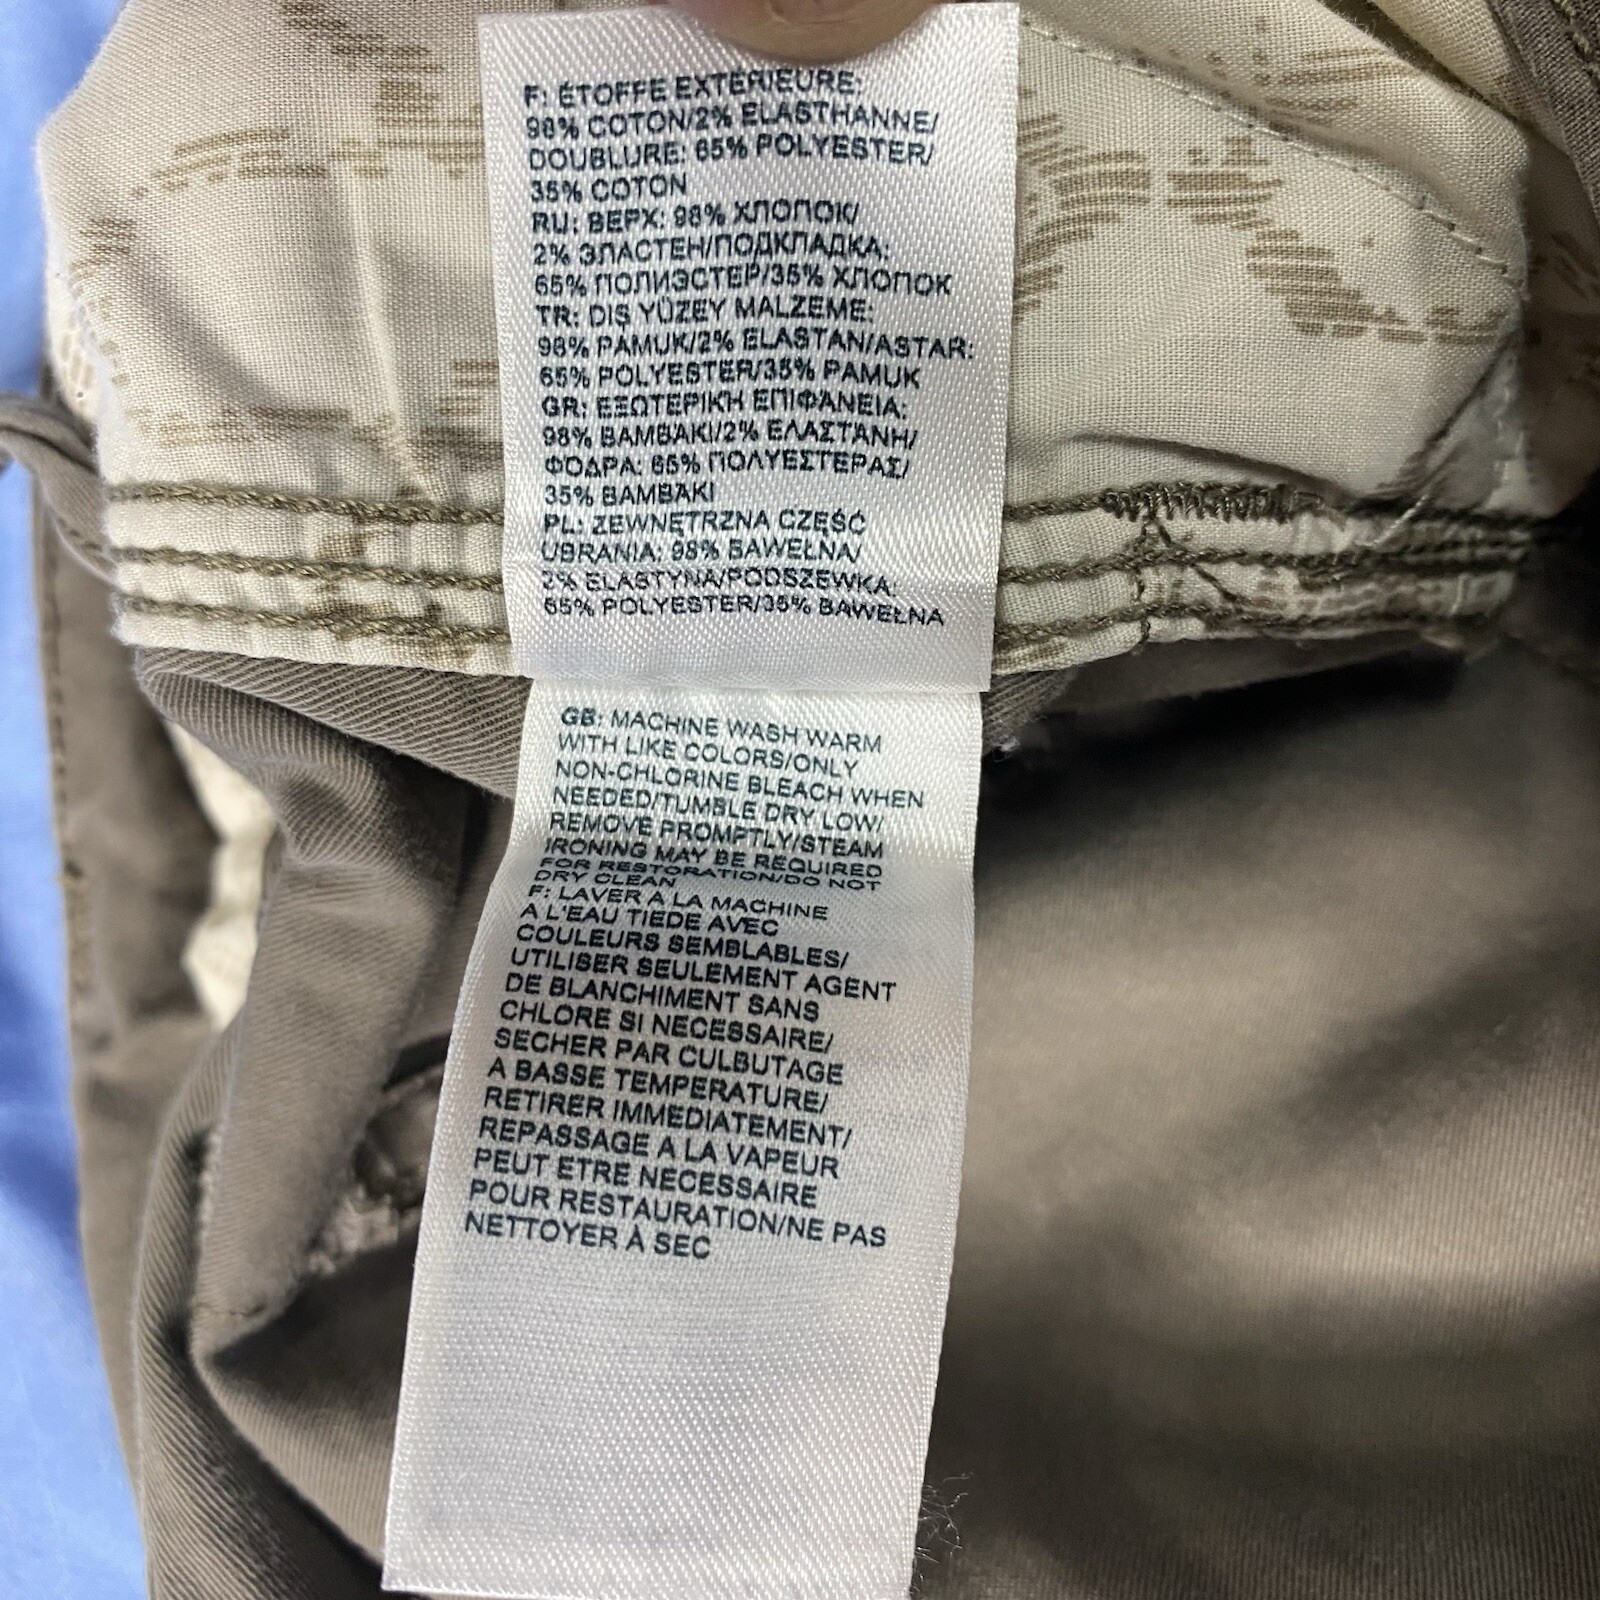 F: ÉTOFFE EXTÉRIEURE:
98% COTON/2% ELASTHANNE/
DOUBLURE: 65% POLYESTER/
35% COTON
RU: ВЕРХ: 98% ХЛОПОК/
2% ЭЛАСТЕН/ПОДКЛАДКА:
65% ПОЛИЭСТЕР/35% ХЛОПОК
TR: DIŞ YÜZEY MALZEME:
98% PAMUK/2% ELASTAN/ASTAR:
65% POLYESTER/35% PAMUK
GR: ΕΞΩΤΕΡΙΚΗ ΕΠΙΦΆΝΕΙΑ:
98% ΒΑΜΒΆΚΙ/2% ΕΛΑΣΤΆΝΗ/
ΦΟΔΡΑ: 65% ΠΟΛΥΕΣΤΕΡΑΣ/
35% ΒΑΜΒΆΚΙ
PL: ZEWNĘTRZNA CZĘŚĆ
UBRANIA: 98% BAWEŁNA/
2% ELASTYNA/PODSZEWKA:
65% POLYESTER/35% BAWEŁNA
GB: MACHINE WASH WARM
WITH LIKE COLORS/ONLY
NON-CHLORINE BLEACH WHEN
NEEDED/TUMBLE DRY LOW/
REMOVE PROMPTLY/STEAM
IRONING MAY BE REQUIRED
FOR RESTORATION/DO NOT
DRY CLEAN
F: LAVER A LA MACHINE
A L'EAU TIEDE AVEC
COULEURS SEMBLABLES/
UTILISER SEULEMENT AGENT
DE BLANCHIMENT SANS
CHLORE SI NECESSAIRE/
SECHER PAR CULBUTAGE
A BASSE TEMPERATURE/
RETIRER IMMEDIATEMENT/
REPASSAGE A LA VAPEUR
PEUT ETRE NECESSAIRE
POUR RESTAURATION/NE PAS
NETTOYER À SEC